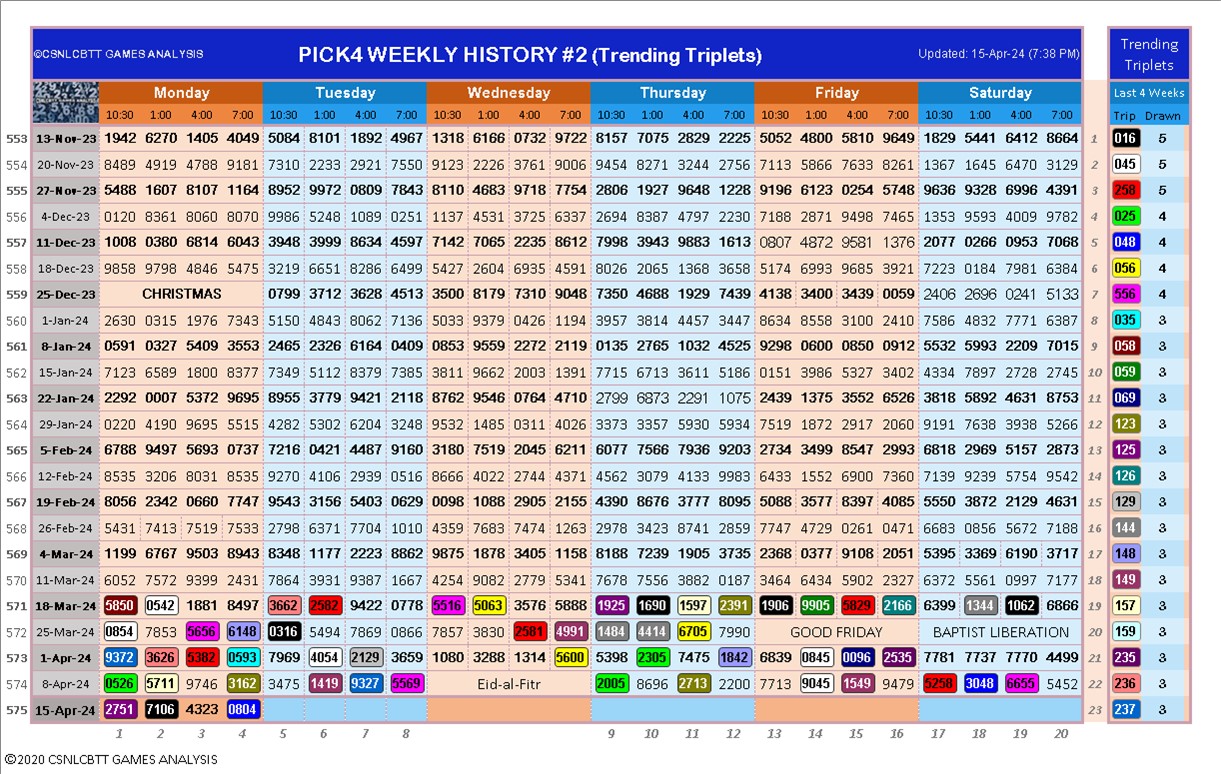 ©CSNLCBTT GAMES ANALYSIS PICK4 WEEKLY HISTORY #2 (Trending Triplets) Updated: 15-Apr-24 (7:38 PM) Trending Triplets
Monday Tuesday Wednesday Thursday Friday Saturday Last 4 Weeks
10:30 1:00 4:00 7:00 10:30 1:00 4:00 7:00 10:30 1:00 4:00 7:00 10:30 1:00 4:00 7:00 10:30 1:00 4:00 7:00 10:30 1:00 4:00 7:00 Trip Drawn
553 13-Nov-23 1942 6270 1405 4049 5084 8101 1892 4967 1318 6166 0732 9722 8157 7075 2829 2225 5052 4800 5810 9649 1829 5441 6412 8664 1 016 5
554 20-Nov-23 8489 4919 4788 9181 7310 2233 2921 7550 9123 2226 3761 9006 9454 8271 3244 2756 7113 5866 7633 8261 1367 1645 6470 3129 2 045 5
555 27-Nov-23 5488 1607 8107 1164 8952 9972 0809 7843 8110 4683 9718 7754 2806 1927 9648 1228 9196 6123 0254 5748 9636 9328 6996 4391 3 258 5
556 4-Dec-23 0120 8361 8060 8070 9986 5248 1089 0251 1137 4531 3725 6337 2694 8387 4797 2230 7188 2871 9498 7465 1353 9593 4009 9782 4 025 4
557 11-Dec-23 1008 0380 6814 6043 3948 3999 8634 4597 7142 7065 2235 8612 7998 3943 9883 1613 0807 4872 9581 1376 2077 0266 0953 7068 5 048 4
558 18-Dec-23 9858 9798 4846 5475 3219 6651 8286 6499 5427 2604 6935 4591 8026 2065 1368 3658 5174 6993 9685 3921 7223 0184 7981 6384 6 056 4
559 25-Dec-23 CHRISTMAS 0799 3712 3628 4515 3500 8179 7310 9048 7350 4688 1929 7439 4138 3400 3439 0059 2406 2696 0241 5133 7 556 4
560 1-Jan-24 2630 0315 1976 7343 5150 4843 8062 7136 5033 9379 0426 1194 3957 3814 4457 3447 8634 8558 3100 2410 7586 4832 7771 6387 8 035 3
561 8-Jan-24 0591 0327 5409 3553 2465 2326 6164 0409 0853 9559 2272 2119 0135 2765 1032 4525 9298 0600 0850 0912 5532 5993 2209 7015 9 058 3
562 15-Jan-24 7123 6589 1800 8377 7349 5112 8379 7385 3811 9662 2003 1391 7715 6713 3611 5186 0151 3986 5327 3402 4334 7897 2728 2745 10 059 3
563 22-Jan-24 2292 0007 5372 9695 8955 3779 9421 2118 8762 9546 0764 4710 2799 6873 2291 1075 2439 1375 3552 6526 3818 5892 4631 8753 11 069 3
564 29-Jan-24 0220 4190 9695 5515 4282 5302 6204 3248 9532 1485 0311 4026 3373 3357 5930 5934 7519 1872 2917 2060 9191 7638 3938 5266 12 123 3
565 5-Feb-24 6788 9497 5693 0737 7216 0421 4487 9160 3180 7519 2045 6211 6077 7566 7936 9203 2734 3499 8547 2993 6818 2969 5157 2873 13 125 3
566 12-Feb-24 8535 3206 8031 8535 9270 4106 2939 0516 8666 4022 2744 4371 4562 3079 4133 9983 6433 1552 6900 7360 7139 9239 5754 9542 14 126 3
567 19-Feb-24 8056 2342 0660 7747 9543 3156 5403 0629 0098 1088 2905 2155 4390 8676 3777 8095 5088 3577 8397 4085 5550 3872 2129 4631 15 129 3
568 26-Feb-24 5431 7413 7519 7533 2798 6371 7704 1010 4359 7683 7474 1263 2978 3423 8741 2859 7747 4729 0261 0471 6683 0856 5672 7188 16 144 3
569 4-Mar-24 1199 6767 9503 8943 8348 1177 2223 8862 9875 1878 3405 1158 8188 7239 1905 3735 2368 0377 9108 2051 5395 3369 6190 3717 17 148 3
570 11-Mar-24 6052 7572 9399 2431 7864 3931 9387 1667 4254 9082 2779 5341 7678 7556 3882 0187 3464 6434 5902 2327 6372 5561 0997 7177 18 149 3
571 18-Mar-24 5850 0542 1881 8497 3662 2582 9422 0778 5516 5063 3576 5888 1925 1690 1597 2391 1906 9905 5829 2166 6399 1344 1062 6866 19 157 3
572 25-Mar-24 0854 7853 5656 6148 0316 5494 7869 0866 7857 3830 2581 4991 1484 4414 6705 7990 GOOD FRIDAY BAPTIST LIBERATION 20 159 3
573 1-Apr-24 9372 3626 5382 0593 7969 4054 2129 3659 1080 3288 1314 5600 5398 2305 7475 1842 6839 0845 0096 2535 7781 7737 7770 4499 21 235 3
574 8-Apr-24 0526 5711 9746 3162 3475 1419 9327 5569 Eid-al-Fitr 2005 8696 2713 2200 7713 9045 1549 9479 5258 3048 6655 5452 22 236 3
575 15-Apr-24 2751 7106 4323 0804 23 237 3
1 2 3 4 5 6 7 8 9 10 11 12 13 14 15 16 17 18 19 20
©2020 CSNLCBTT GAMES ANALYSIS